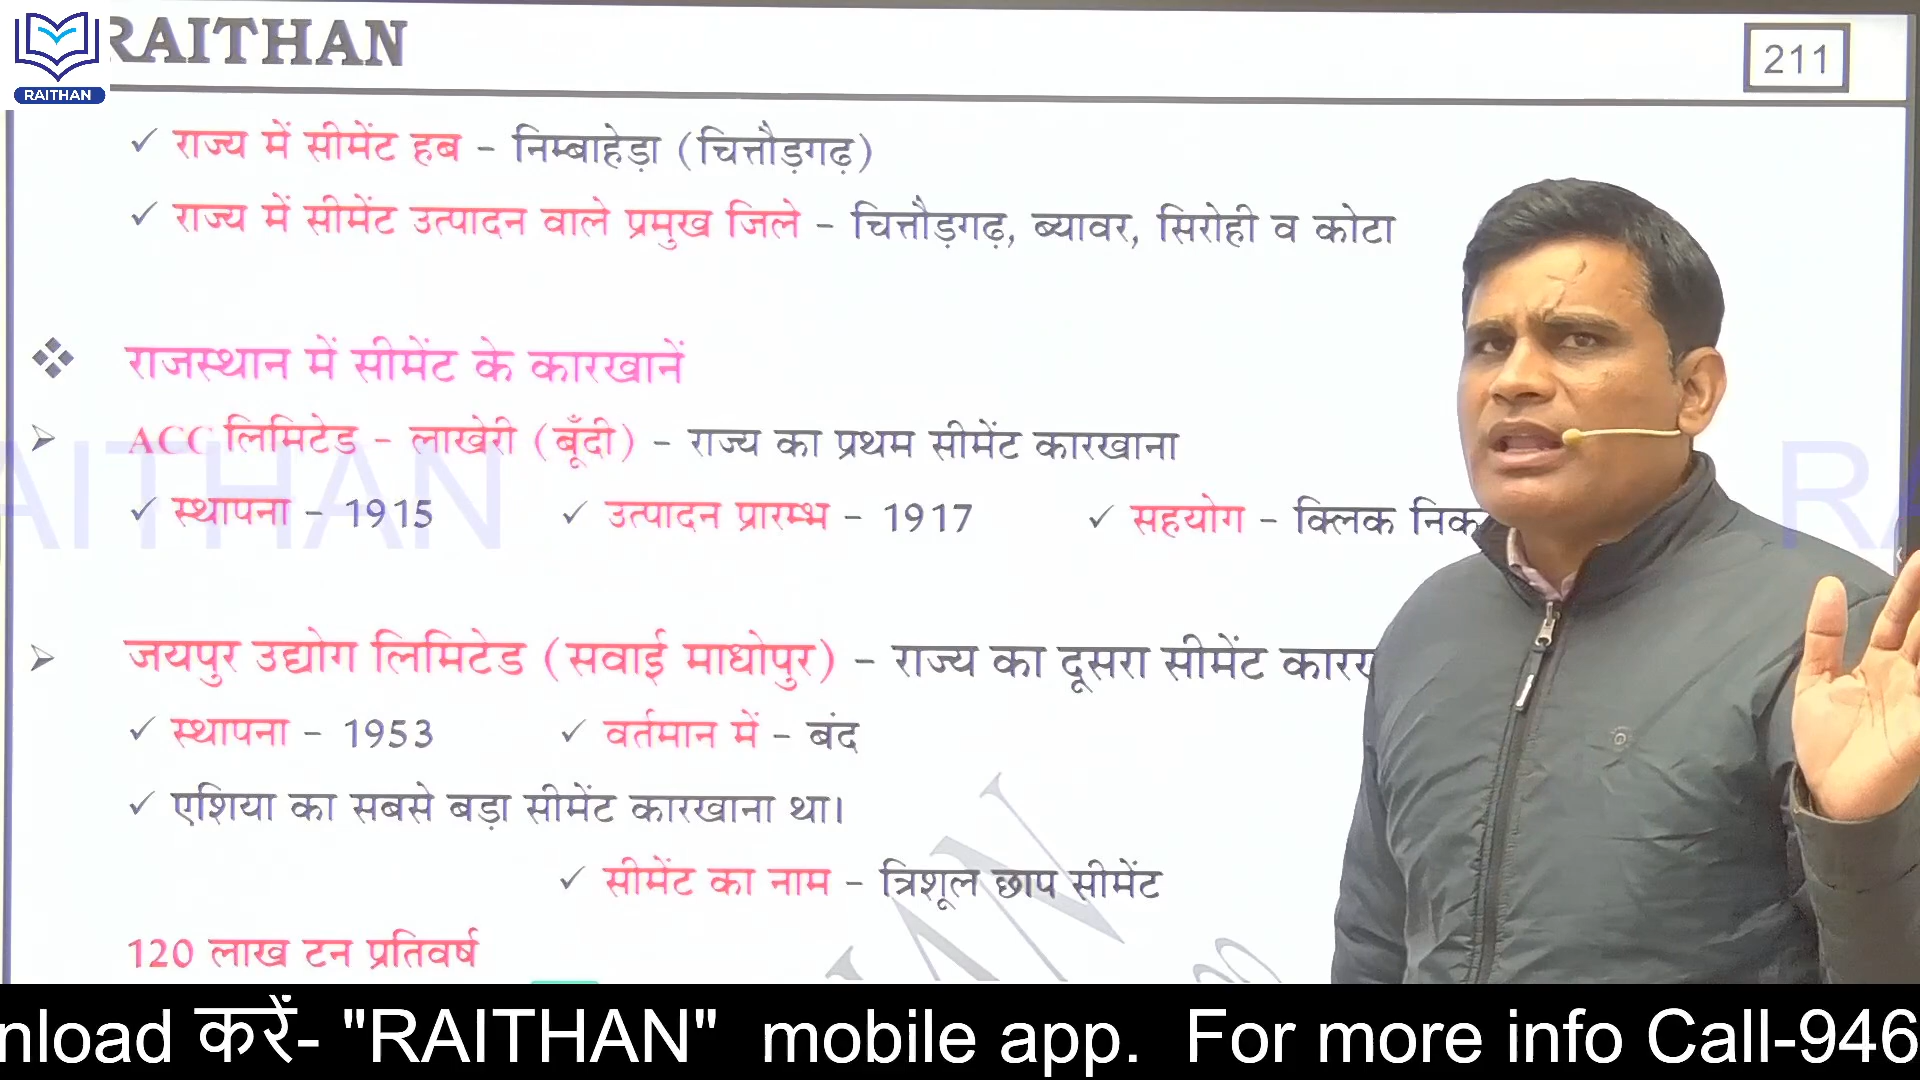 RAITHAN
RAITHAN
211
✓ राज्य में सीमेंट हब - निम्बाहेड़ा (चित्तौड़गढ़)
✓ राज्य में सीमेंट उत्पादन वाले प्रमुख जिले - चित्तौड़गढ़, ब्यावर, सिरोही व कोटा
❖ राजस्थान में सीमेंट के कारखानें
➢ ACC लिमिटेड - लाखेरी (बूँदी) - राज्य का प्रथम सीमेंट कारखाना
✓ स्थापना - 1915 ✓ उत्पादन प्रारम्भ - 1917 ✓ सहयोग - क्लिक निक
➢ जयपुर उद्योग लिमिटेड (सवाई माधोपुर) - राज्य का दूसरा सीमेंट कार
✓ स्थापना - 1953 ✓ वर्तमान में - बंद
✓ एशिया का सबसे बड़ा सीमेंट कारखाना था।
✓ सीमेंट का नाम - त्रिशूल छाप सीमेंट
120 लाख टन प्रतिवर्ष
nload करें- "RAITHAN" mobile app. For more info Call-946